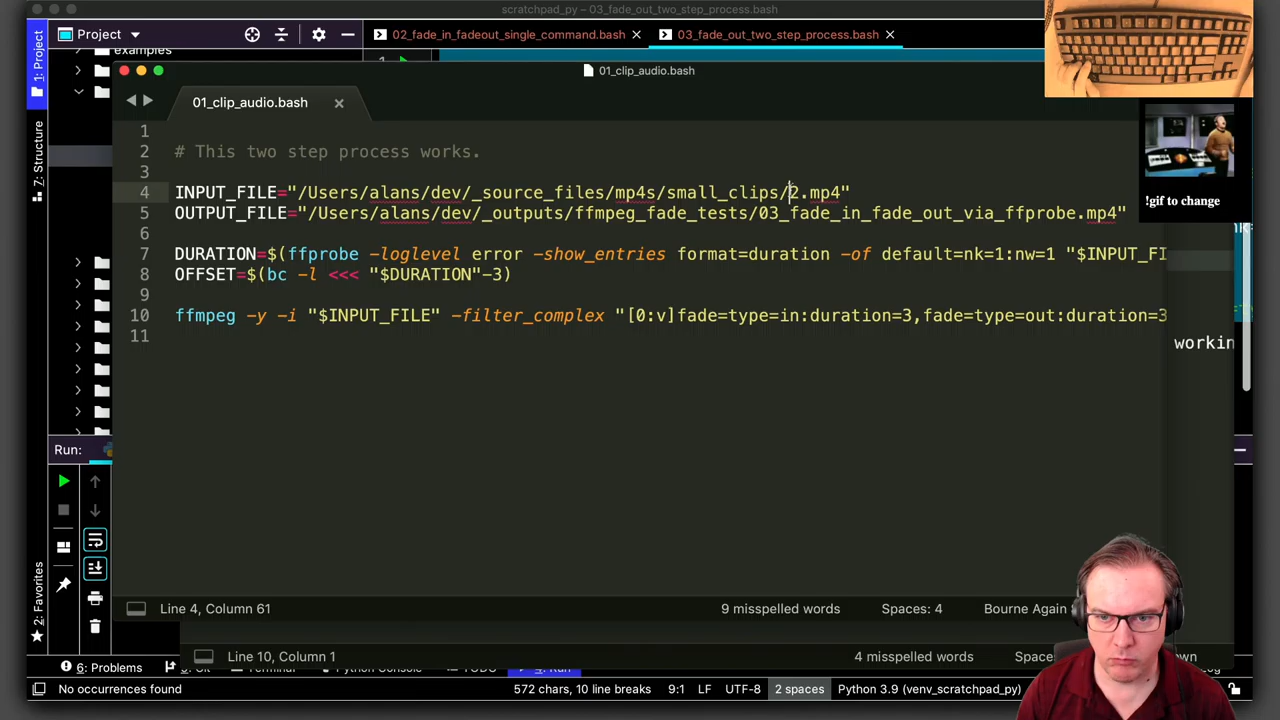 scratchpad_py – 03_fade_out_two_step_process.bash
Project
02_fade_in_fadeout_single_command.bash
03_fade_out_two_step_process.bash
1: Project
examples
1
01_clip_audio.bash
01_clip_audio.bash
7: Structure
1
2 # This two step process works.
3
4 INPUT_FILE="/Users/alans/dev/_source_files/mp4s/small_clips/2.mp4"
5 OUTPUT_FILE="/Users/alans/dev/_outputs/ffmpeg_fade_tests/03_fade_in_fade_out_via_ffprobe.mp4"
6
7 DURATION=$(ffprobe -loglevel error -show_entries format=duration -of default=nk=1:nw=1 "$INPUT_FI
8 OFFSET=$(bc -l <<< "$DURATION"-3)
9
10 ffmpeg -y -i "$INPUT_FILE" -filter_complex "[0:v]fade=type=in:duration=3,fade=type=out:duration=3
11
!gif to change
workin
Run:
2: Favorites
Line 4, Column 61
9 misspelled words
Spaces: 4
Bourne Again
Line 10, Column 1
4 misspelled words
6: Problems
No occurrences found
572 chars, 10 line breaks
9:1
LF
UTF-8
2 spaces
Python 3.9 (venv_scratchpad_py)